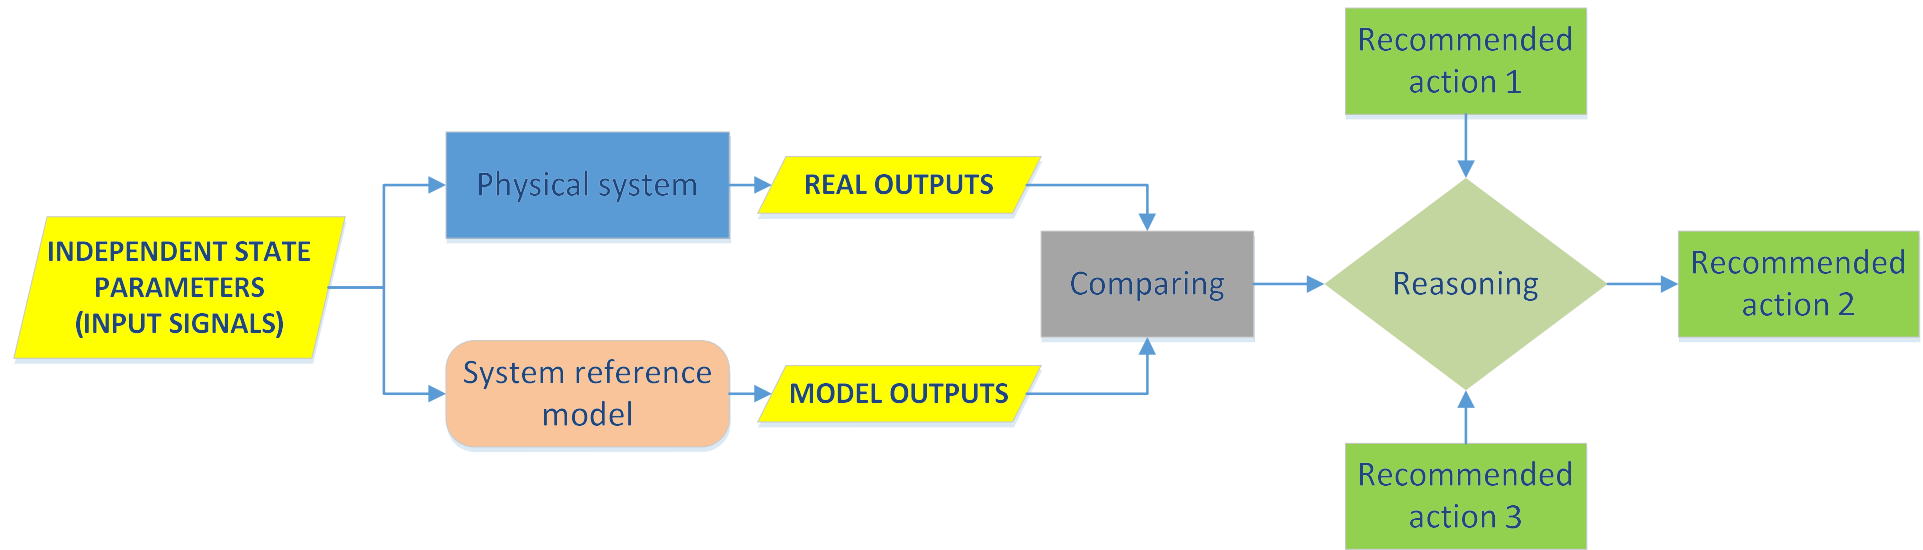 INDEPENDENT STATE
PARAMETERS
(INPUT SIGNALS)
Physical system
System reference
model
REAL OUTPUTS
MODEL OUTPUTS
Comparing
Reasoning
Recommended
action 1
Recommended
action 2
Recommended
action 3